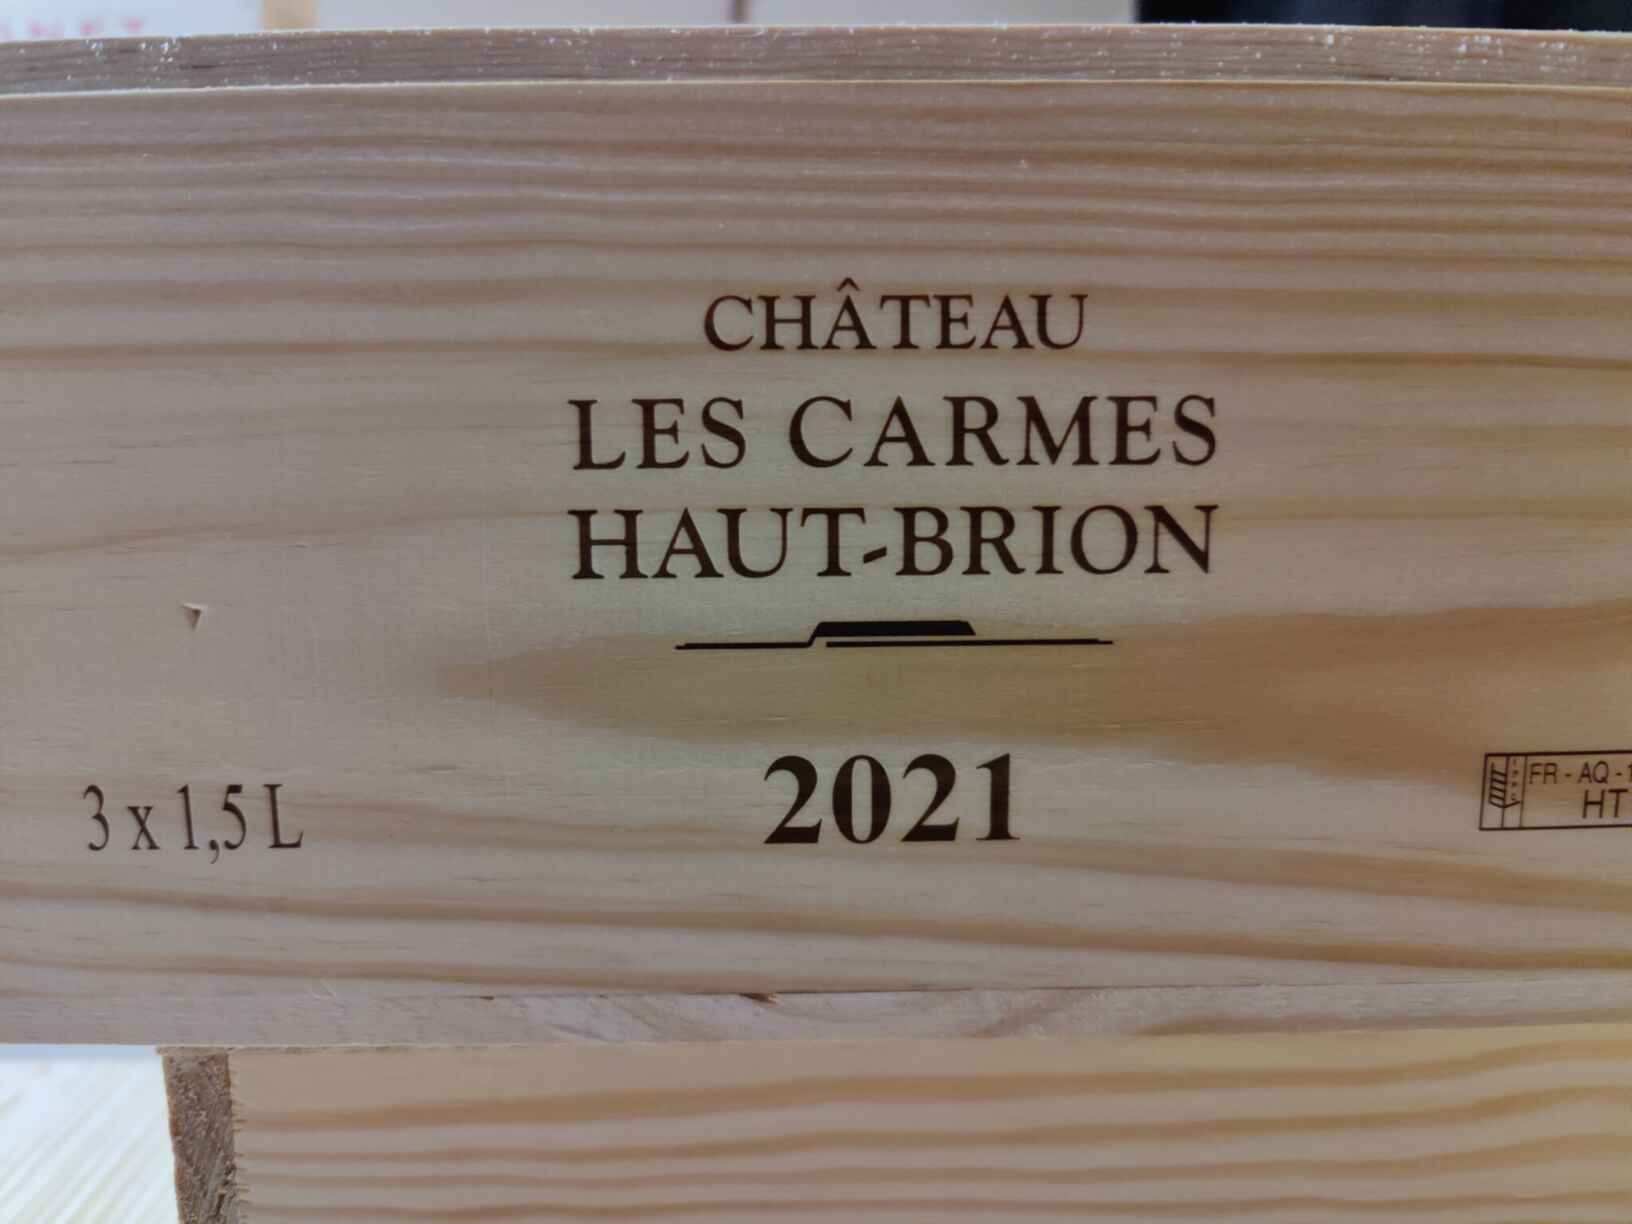 CHÂTEAU
LES CARMES
HAUT-BRION
2021
3 x 1,5 L
FR - AQ -
HT